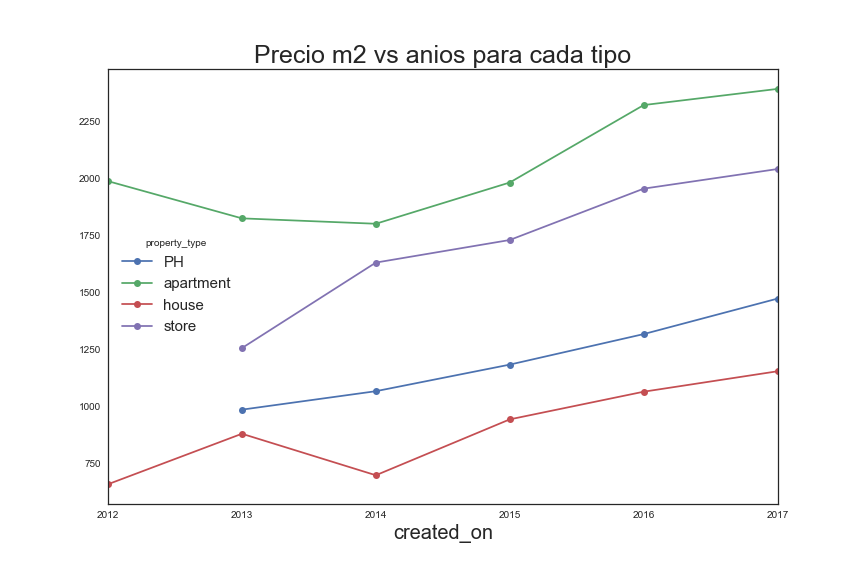 Precio m2 vs anios para cada tipo
2250
2000
1750
1500
1250
1000
750
property_type
PH
apartment
house
store
2012 2013 2014 2015 2016 2017
created_on